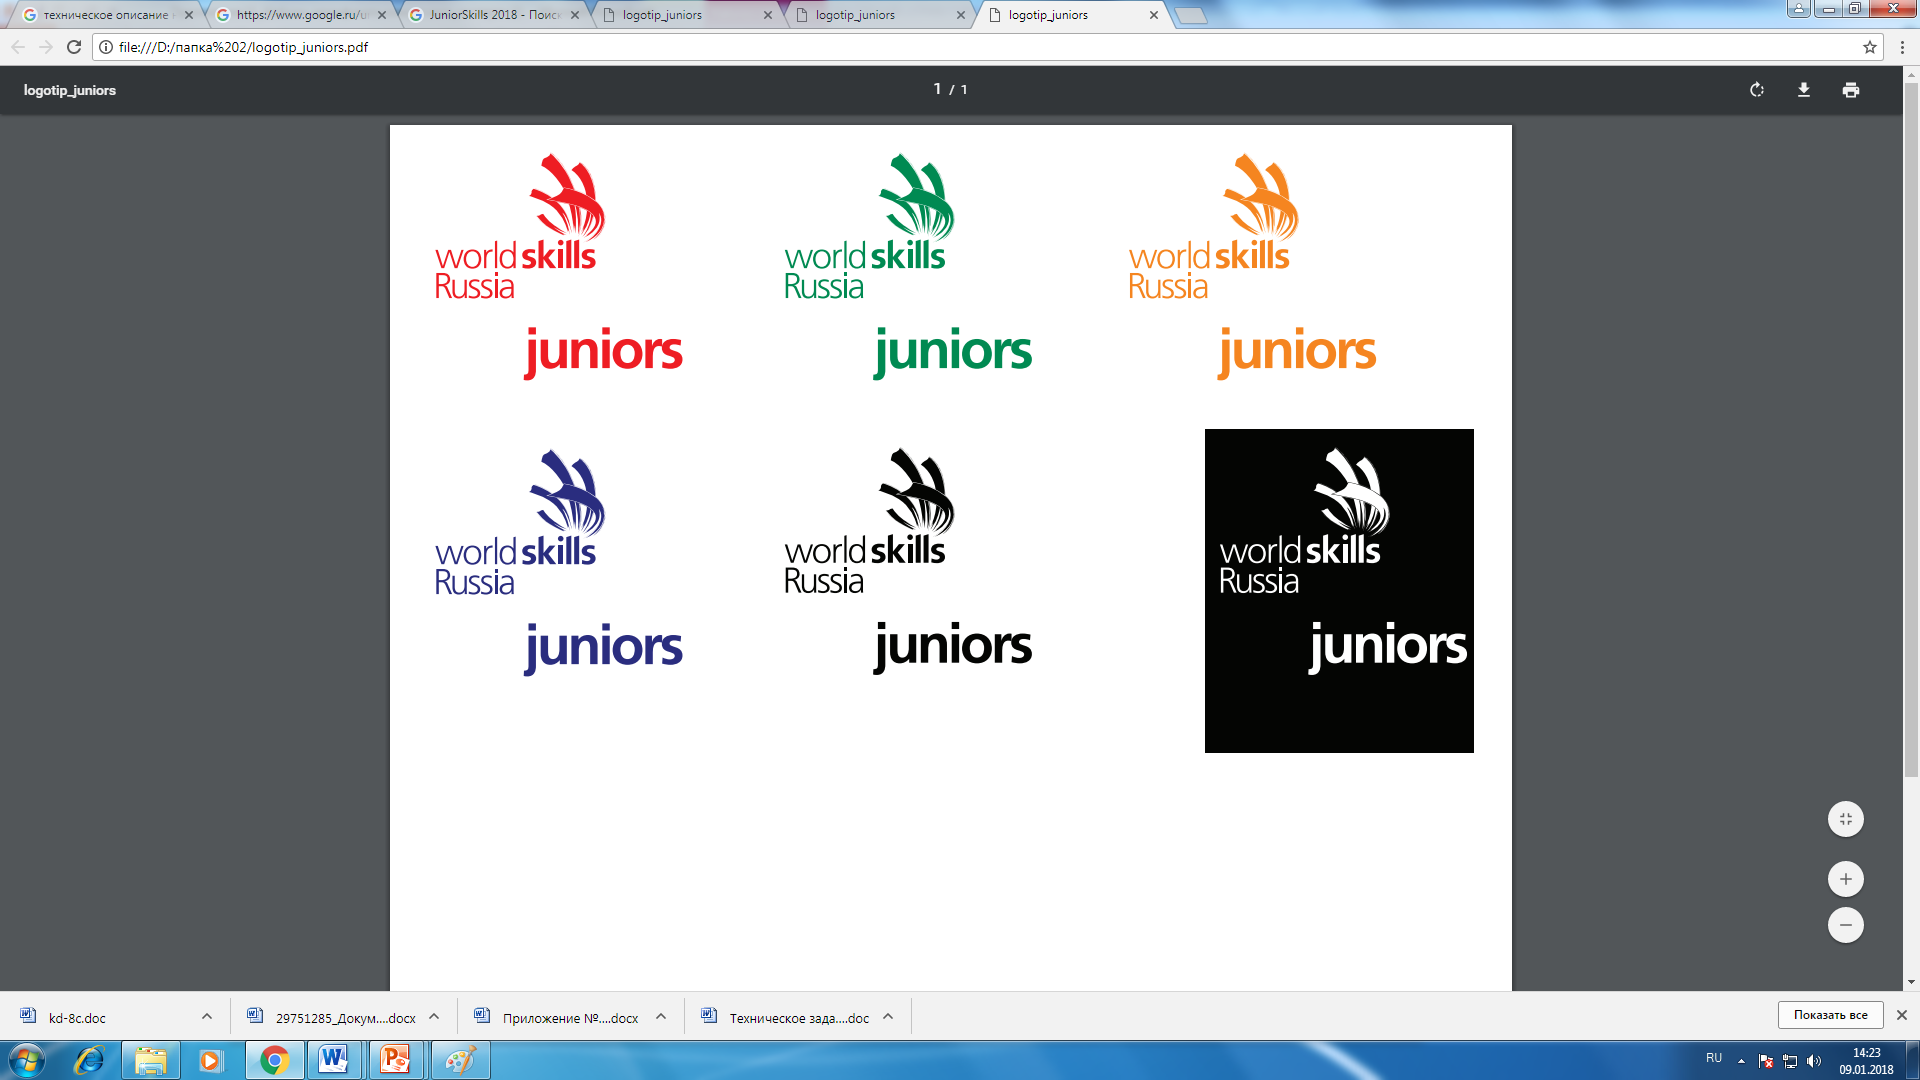 техническое описание
https://www.google.ru/u
JuniorSkills 2018 - Поис
logotip_juniors
logotip_juniors
logotip_juniors
file:///D:/папка%202/logotip_juniors.pdf
logotip_juniors
1 / 1
world skills
Russia
juniors
world skills
Russia
juniors
world skills
Russia
juniors
world skills
Russia
juniors
world skills
Russia
juniors
world skills
Russia
juniors
kd-8c.doc
29751285_Докум....docx
Приложение №....docx
Техническое зада....doc
Показать все
RU
14:23
09.01.2018